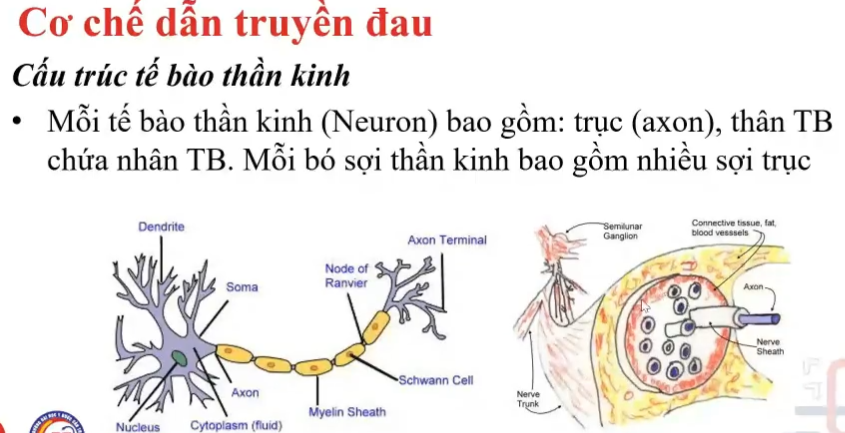 Cơ chế dẫn truyền đau
Cấu trúc tế bào thần kinh
• Mỗi tế bào thần kinh (Neuron) bao gồm: trục (axon), thân TB
chứa nhân TB. Mỗi bó sợi thần kinh bao gồm nhiều sợi trục
Dendrite
Axon Terminal
Node of
Ranvier
Soma
Schwann Cell
Axon
Myelin Sheath
Nucleus
Cytoplasm (fluid)
Semilunar
Ganglion
Connective tissue, fat,
blood vesssels
Axon
Nerve
Sheath
Nerve
Trunk